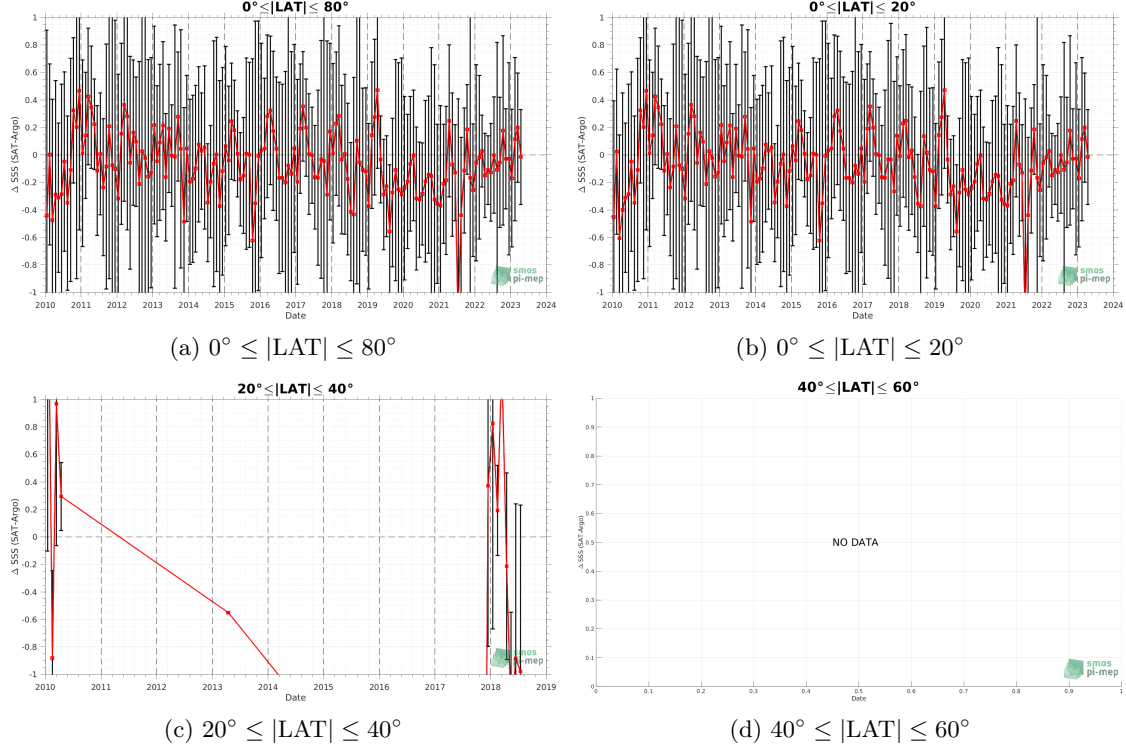 0°≤|LAT|≤ 80°
Δ SSS (SAT-Argo)
1
0.8
0.6
0.4
0.2
0
-0.2
-0.4
-0.6
-0.8
-1
2010 2011 2012 2013 2014 2015 2016 2017 2018 2019 2020 2021 2022 2023 2024
Date
smos
pi-mep
(a) 0° ≤ |LAT| ≤ 80°
0°≤|LAT|≤ 20°
Δ SSS (SAT-Argo)
1
0.8
0.6
0.4
0.2
0
-0.2
-0.4
-0.6
-0.8
-1
2010 2011 2012 2013 2014 2015 2016 2017 2018 2019 2020 2021 2022 2023 2024
Date
smos
pi-mep
(b) 0° ≤ |LAT| ≤ 20°
20°≤|LAT|≤ 40°
Δ SSS (SAT-Argo)
1
0.8
0.6
0.4
0.2
0
-0.2
-0.4
-0.6
-0.8
-1
2010 2011 2012 2013 2014 2015 2016 2017 2018 2019
Date
smos
pi-mep
(c) 20° ≤ |LAT| ≤ 40°
40°≤|LAT|≤ 60°
Δ SSS (SAT-Argo)
1
0.9
0.8
0.7
0.6
0.5
0.4
0.3
0.2
0.1
0
NO DATA
0 0.1 0.2 0.3 0.4 0.5 0.6 0.7 0.8 0.9 1
Date
smos
pi-mep
(d) 40° ≤ |LAT| ≤ 60°